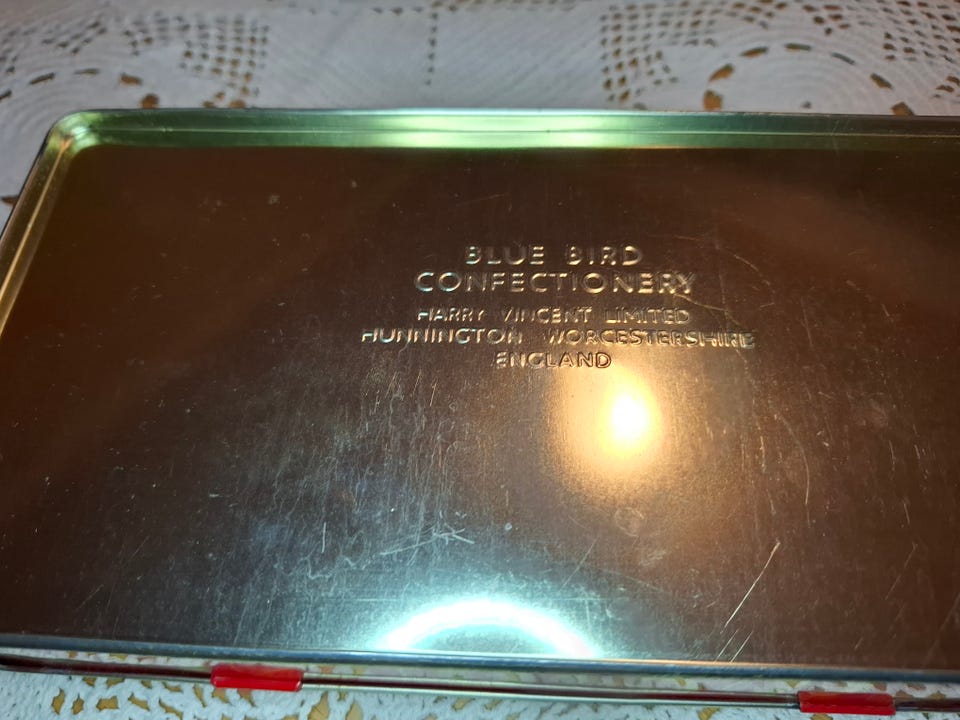 BLUE BIRD
CONFECTIONERY
HARRY VINCENT LIMITED
HUNNINGTON WORCESTERSHIRE
ENGLAND